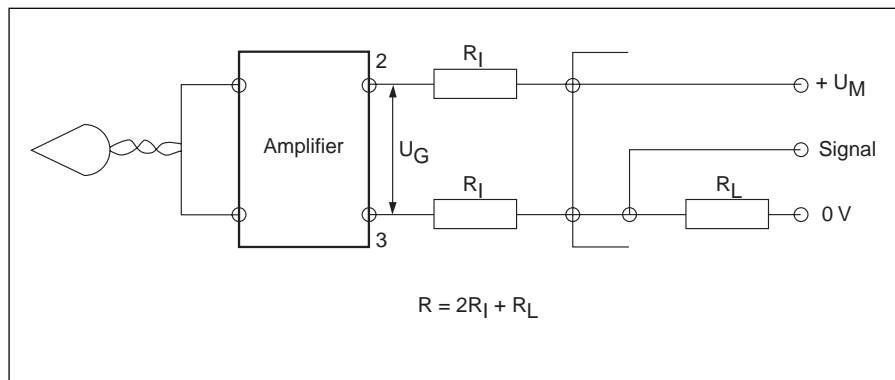 2
R_I
+ U_M
Amplifier
U_G
Signal
R_I
R_L
0 V
3
R = 2R_I + R_L